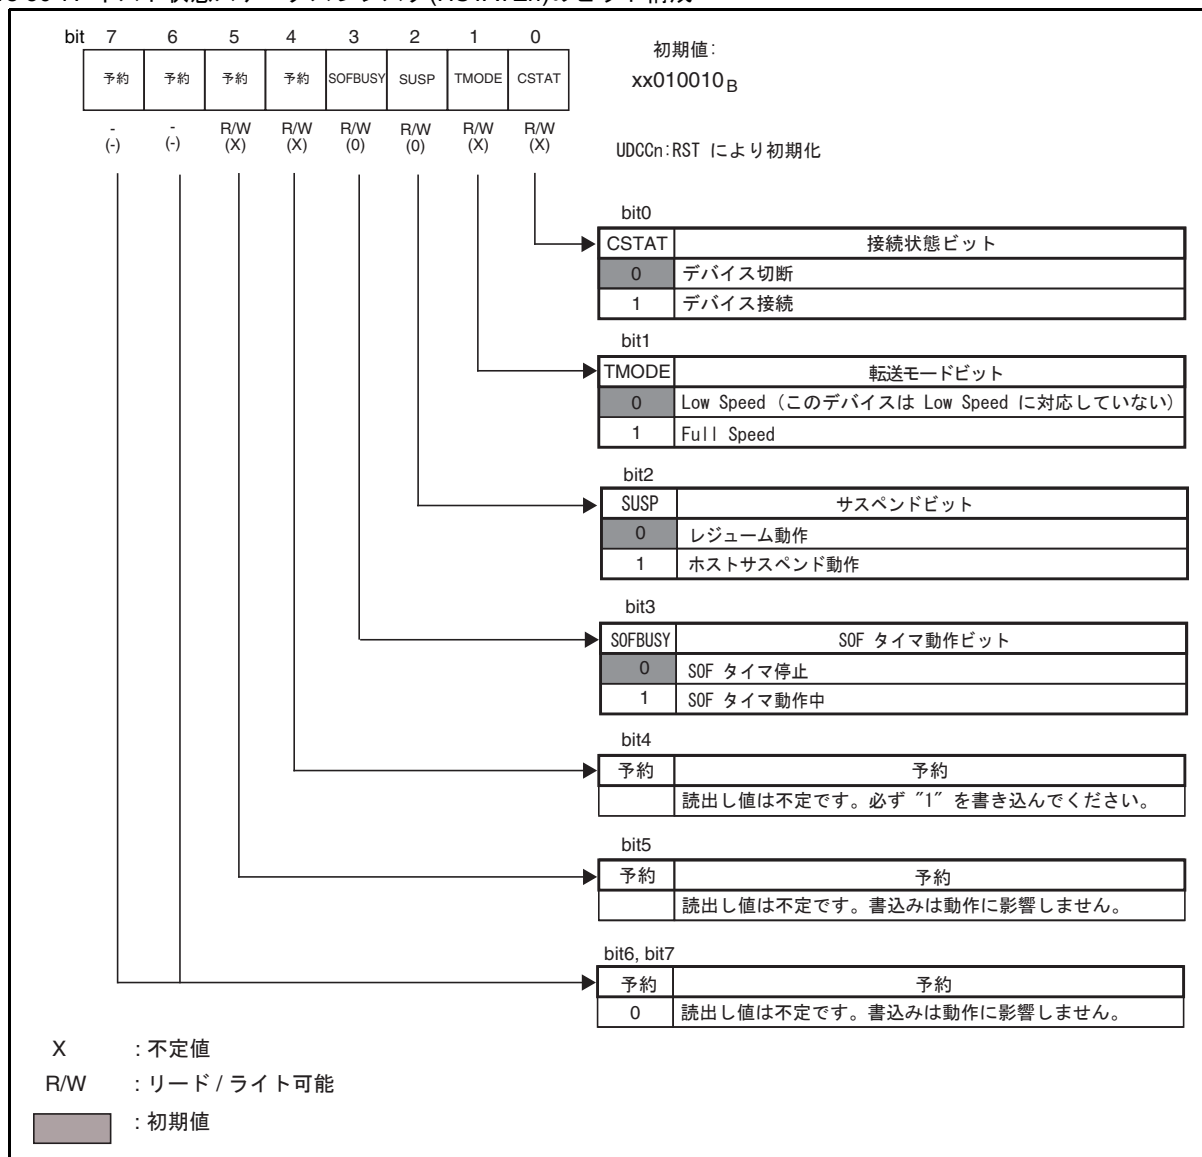 bit 7 6 5 4 3 2 1 0
予約 予約 予約 予約 SOFBUSY SUSP TMODE CSTAT
- - R/W R/W R/W R/W R/W R/W
(-) (-) (X) (X) (0) (0) (X) (X)
初期値:
xx010010B
UDCCn:RST により初期化
bit0
CSTAT 接続状態ビット
0 デバイス切断
1 デバイス接続
bit1
TMODE 転送モードビット
0 Low Speed (このデバイスは Low Speed に対応していない)
1 Full Speed
bit2
SUSP サスペンドビット
0 レジューム動作
1 ホストサスペンド動作
bit3
SOFBUSY SOF タイマ動作ビット
0 SOF タイマ停止
1 SOF タイマ動作中
bit4
予約 予約
読出し値は不定です。必ず "1" を書き込んでください。
bit5
予約 予約
読出し値は不定です。書込みは動作に影響しません。
bit6, bit7
予約 予約
0 読出し値は不定です。書込みは動作に影響しません。
X : 不定値
R/W : リード / ライト可能
: 初期値